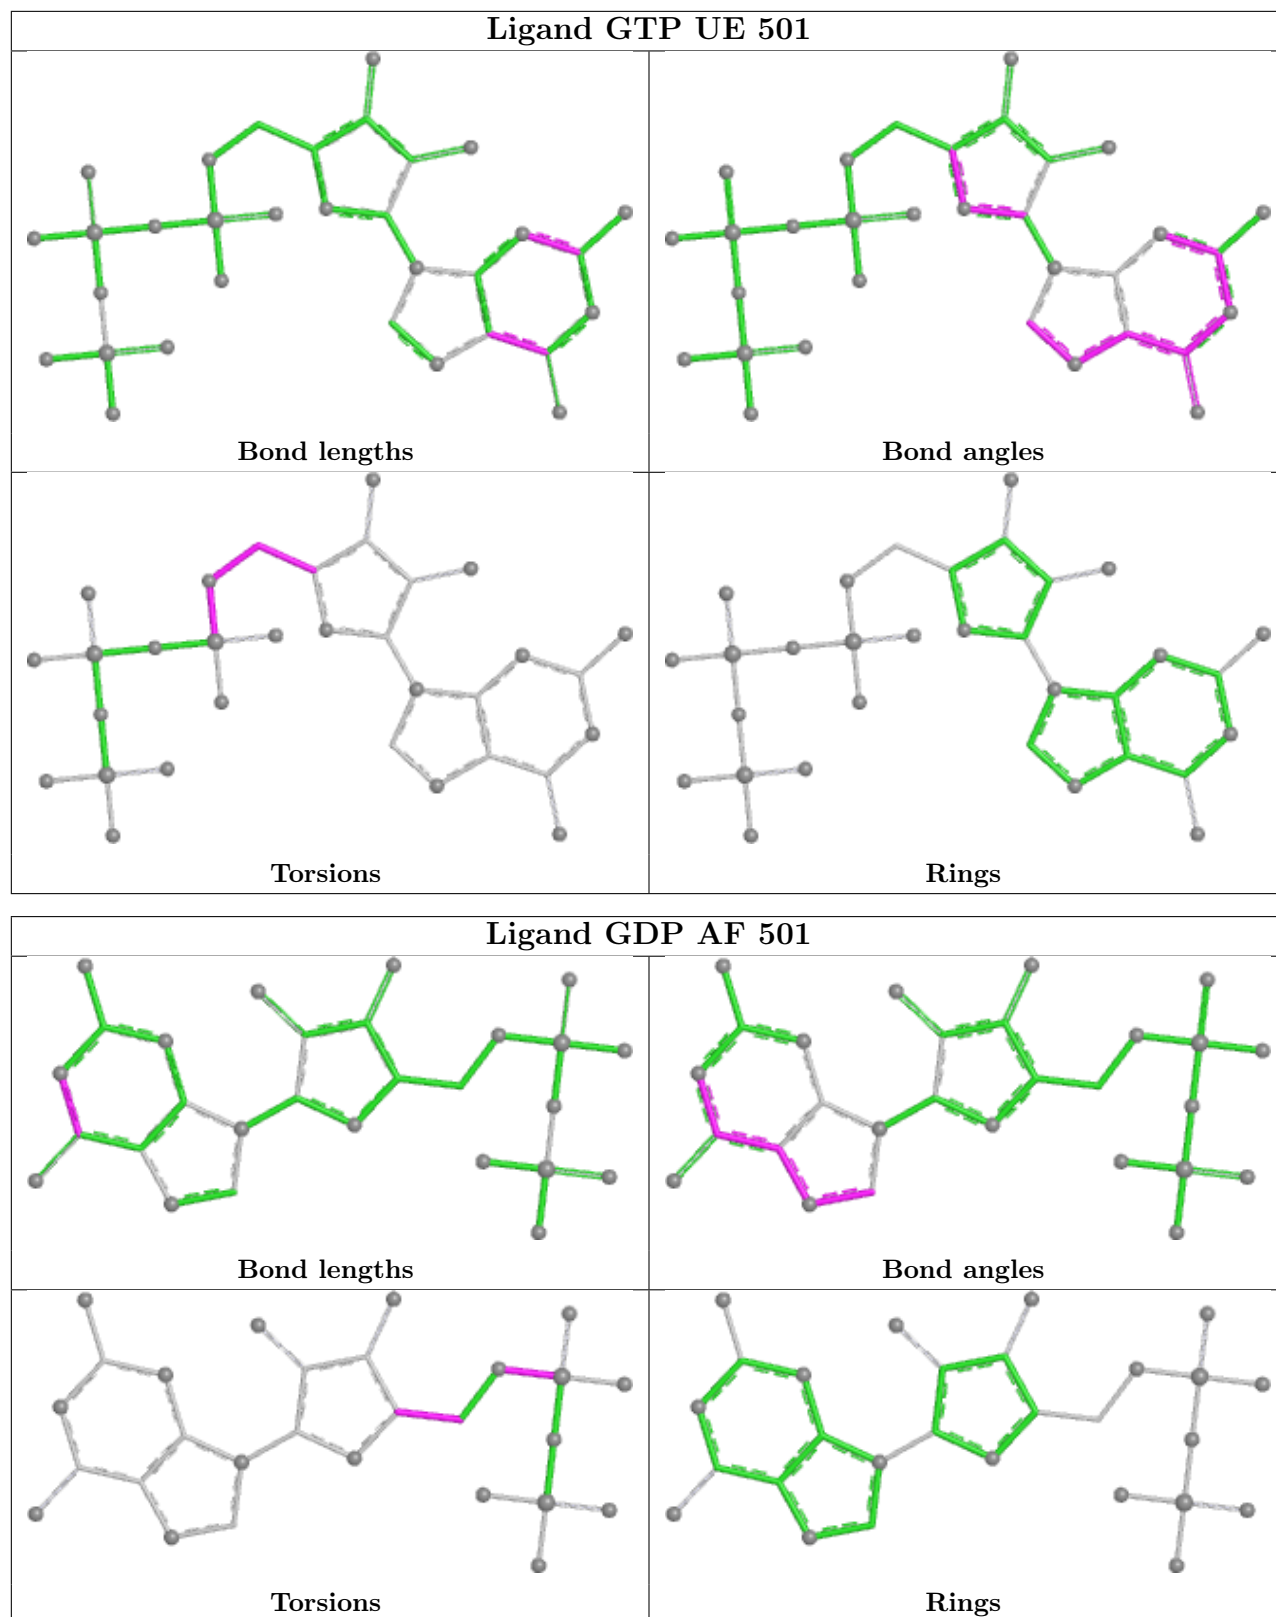 Ligand GTP UE 501
Bond lengths
Bond angles
Torsions
Rings
Ligand GDP AF 501
Bond lengths
Bond angles
Torsions
Rings